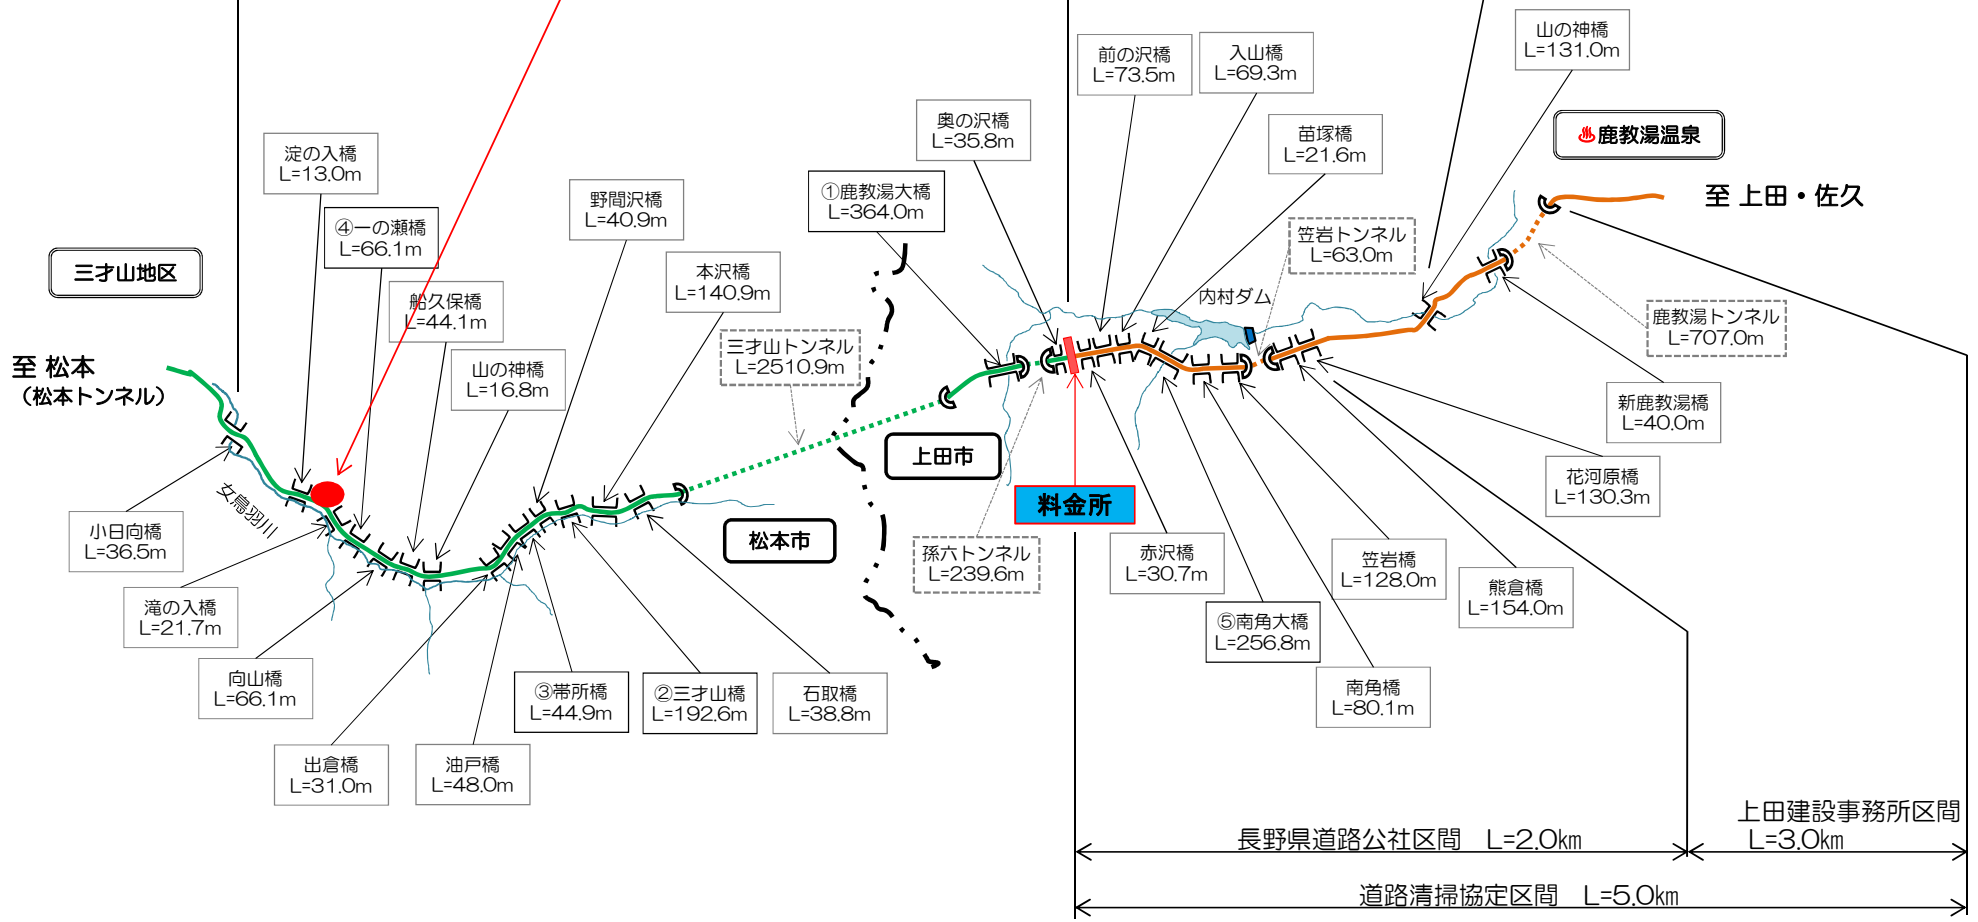 山の神橋
L=131.0m
前の沢橋
L=73.5m
入山橋
L=69.3m
奥の沢橋
L=35.8m
苗塚橋
L=21.6m
♨鹿教湯温泉
淀の入橋
L=13.0m
野間沢橋
L=40.9m
①鹿教湯大橋
L=364.0m
至 上田・佐久
④一の瀬橋
L=66.1m
笠岩トンネル
L=63.0m
三才山地区
本沢橋
L=140.9m
船久保橋
L=44.1m
内村ダム
鹿教湯トンネル
L=707.0m
三才山トンネル
L=2510.9m
至 松本
（松本トンネル）
山の神橋
L=16.8m
新鹿教湯橋
L=40.0m
上田市
花河原橋
L=130.3m
料金所
女鳥羽川
小日向橋
L=36.5m
松本市
孫六トンネル
L=239.6m
赤沢橋
L=30.7m
笠岩橋
L=128.0m
熊倉橋
L=154.0m
滝の入橋
L=21.7m
⑤南角大橋
L=256.8m
向山橋
L=66.1m
③帯所橋
L=44.9m
②三才山橋
L=192.6m
石取橋
L=38.8m
南角橋
L=80.1m
出倉橋
L=31.0m
油戸橋
L=48.0m
上田建設事務所区間
L=3.0㎞
長野県道路公社区間 L=2.0㎞
道路清掃協定区間 L=5.0㎞